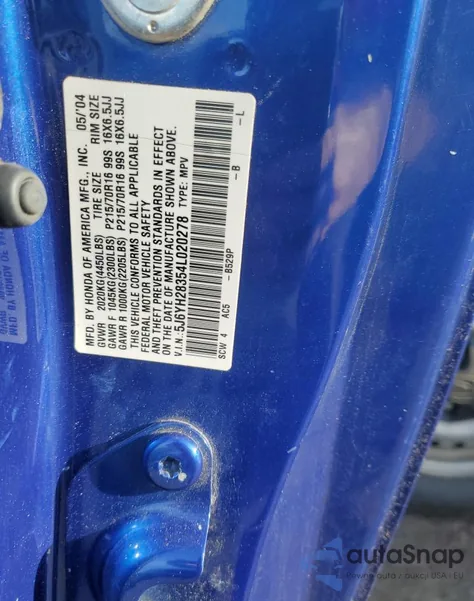 MFD. BY HONDA OF AMERICA MFG., INC. 05/'04
GVWR 2020KG(4450LBS) TIRE SIZE RIM SIZE
GAWR F 1045KG(2300LBS) P215/70R16 99S 16X6.5JJ
GAWR R 1000KG(2205LBS) P215/70R16 99S 16X6.5JJ
THIS VEHICLE CONFORMS TO ALL APPLICABLE
FEDERAL MOTOR VEHICLE SAFETY
AND THEFT PREVENTION STANDARDS IN EFFECT
ON THE DATE OF MANUFACTURE SHOWN ABOVE.
V.I.N.:5J6YH28354L020278 TYPE: MPV
SCW 4 AC5 -B529P -B -L
autaSnap